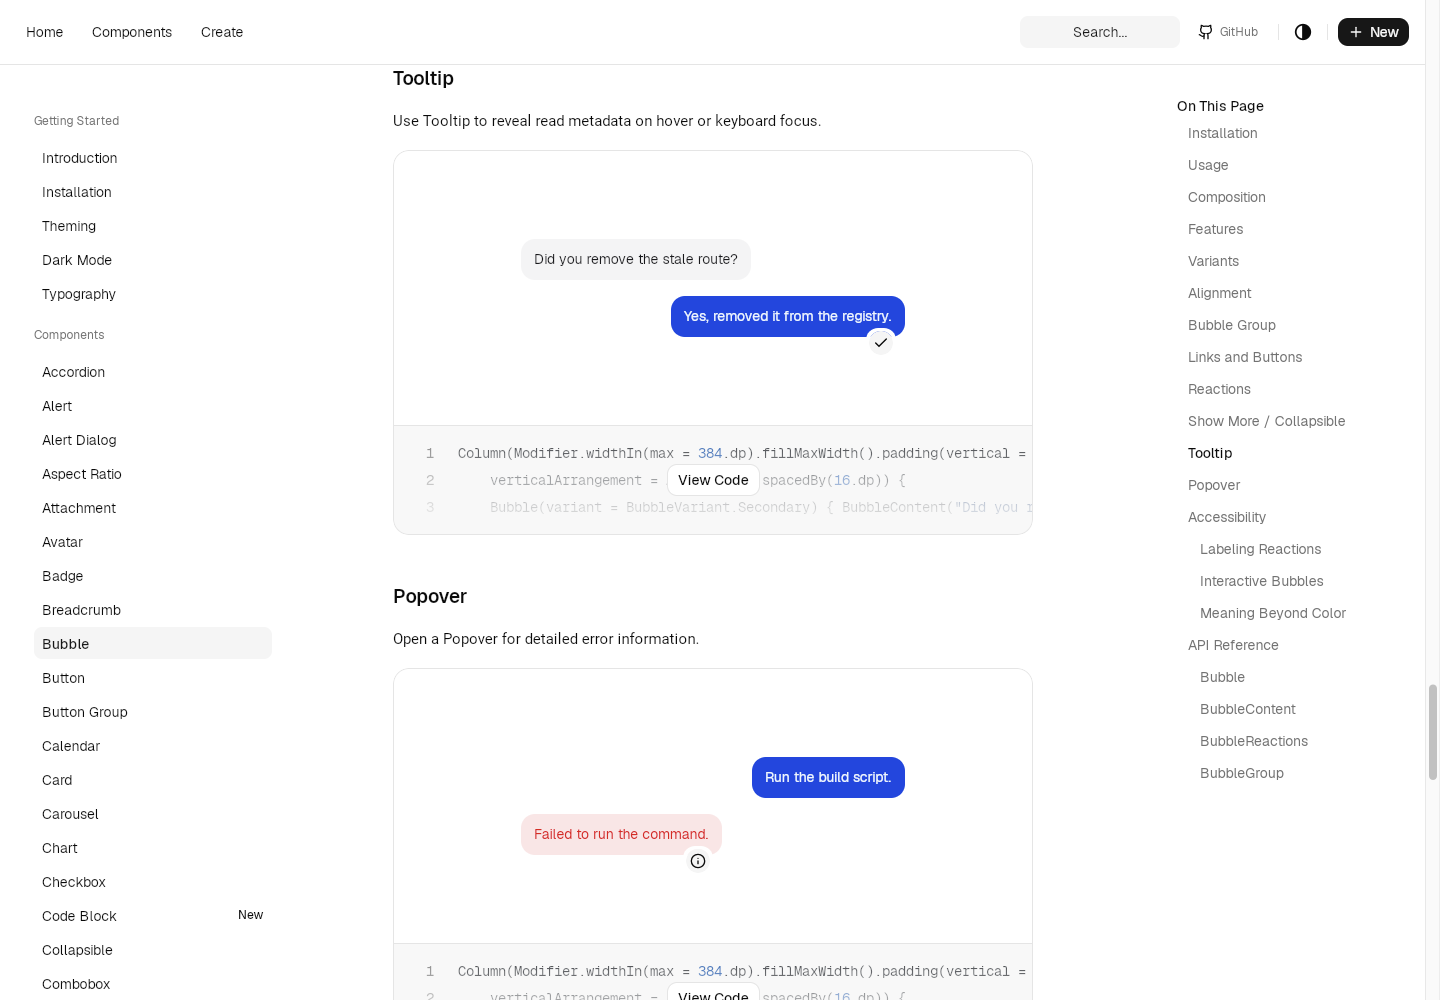 Home Components Create Search... GitHub New
Getting Started
Introduction
Installation
Theming
Dark Mode
Typography
Components
Accordion
Alert
Alert Dialog
Aspect Ratio
Attachment
Avatar
Badge
Breadcrumb
Bubble
Button
Button Group
Calendar
Card
Carousel
Chart
Checkbox
Code Block New
Collapsible
Combobox
Tooltip
Use Tooltip to reveal read metadata on hover or keyboard focus.
Did you remove the stale route?
Yes, removed it from the registry.
1 Column(Modifier.widthIn(max = 384.dp).fillMaxWidth().padding(vertical =
2 verticalArrangement = spacedBy(16.dp)) {
View Code
3 Bubble(variant = BubbleVariant.Secondary) { BubbleContent("Did you
Popover
Open a Popover for detailed error information.
Run the build script.
Failed to run the command.
1 Column(Modifier.widthIn(max = 384.dp).fillMaxWidth().padding(vertical =
2 verticalArrangement = spacedBy(16.dp)) {
View Code
On This Page
Installation
Usage
Composition
Features
Variants
Alignment
Bubble Group
Links and Buttons
Reactions
Show More / Collapsible
Tooltip
Popover
Accessibility
Labeling Reactions
Interactive Bubbles
Meaning Beyond Color
API Reference
Bubble
BubbleContent
BubbleReactions
BubbleGroup